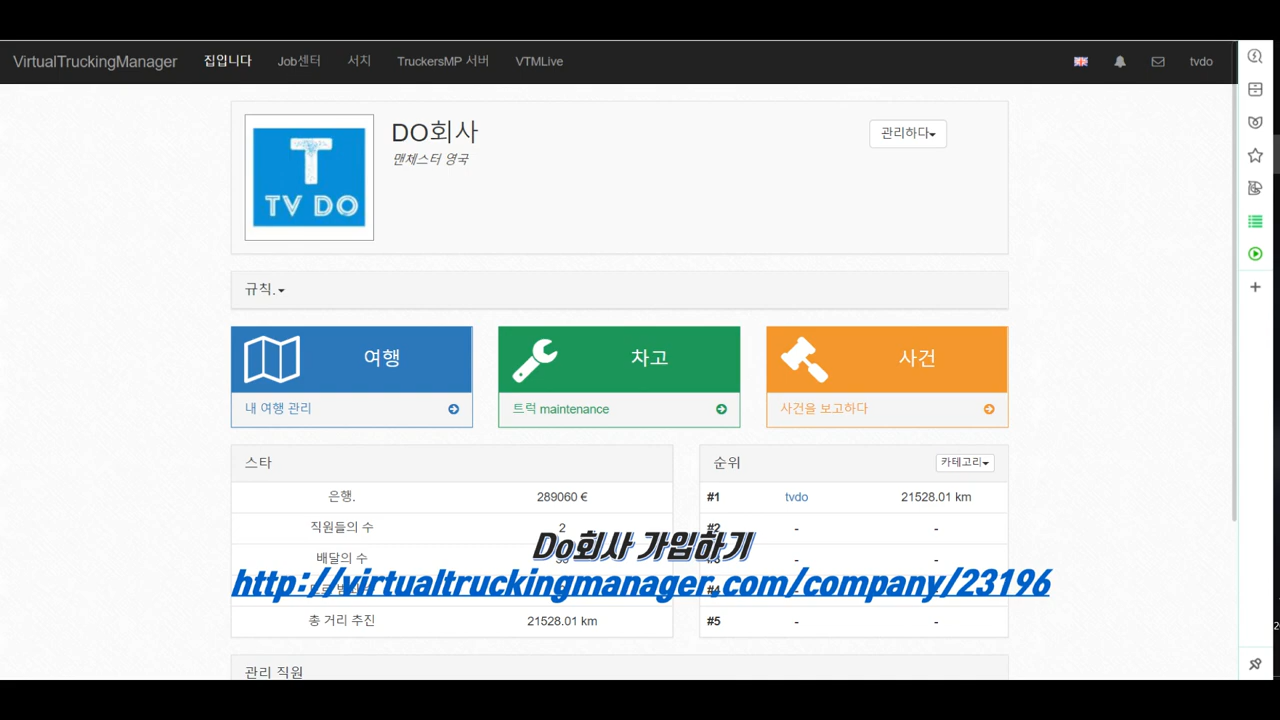 VirtualTruckingManager 집입니다 Job센터 서치 TruckersMP 서버 VTMLive tvdo
T
TV DO
DO회사
맨체스터 영국
관리하다
규칙.
여행
내 여행 관리
차고
트럭 maintenance
사건
사건을 보고하다
스타
은행. 289060 €
직원들의 수 2
배달의 수
총 거리 추진 21528.01 km
순위 카테고리
#1 tvdo 21528.01 km
#2 - -
- -
- -
#5 - -
Do회사 가입하기
http://virtualtruckingmanager.com/company/23196
관리 직원